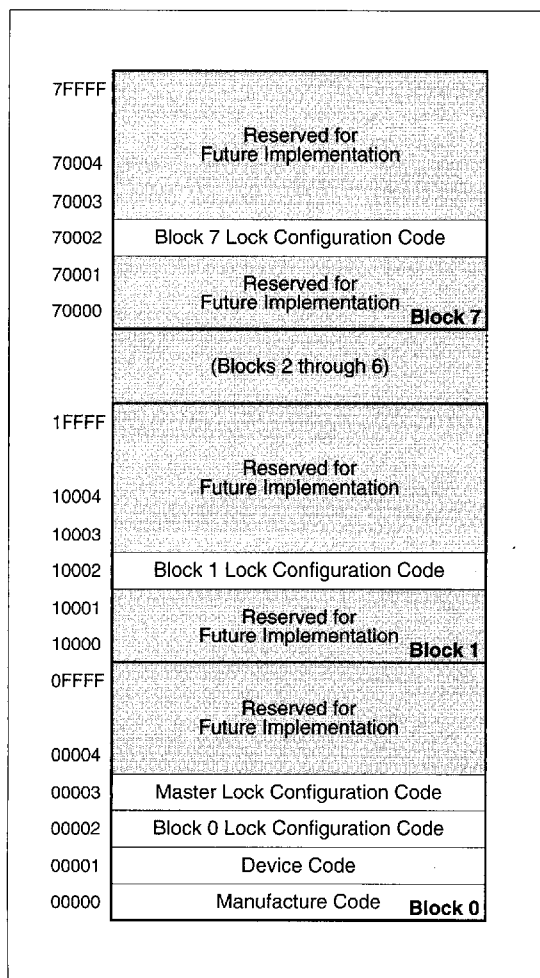 7FFFF
Reserved for
Future Implementation
70004
70003
70002 Block 7 Lock Configuration Code
70001
Reserved for
Future Implementation
70000 Block 7
(Blocks 2 through 6)
1FFFF
Reserved for
Future Implementation
10004
10003
10002 Block 1 Lock Configuration Code
10001
Reserved for
Future Implementation
10000 Block 1
0FFFF
Reserved for
Future Implementation
00004
00003 Master Lock Configuration Code
00002 Block 0 Lock Configuration Code
00001 Device Code
00000 Manufacture Code Block 0